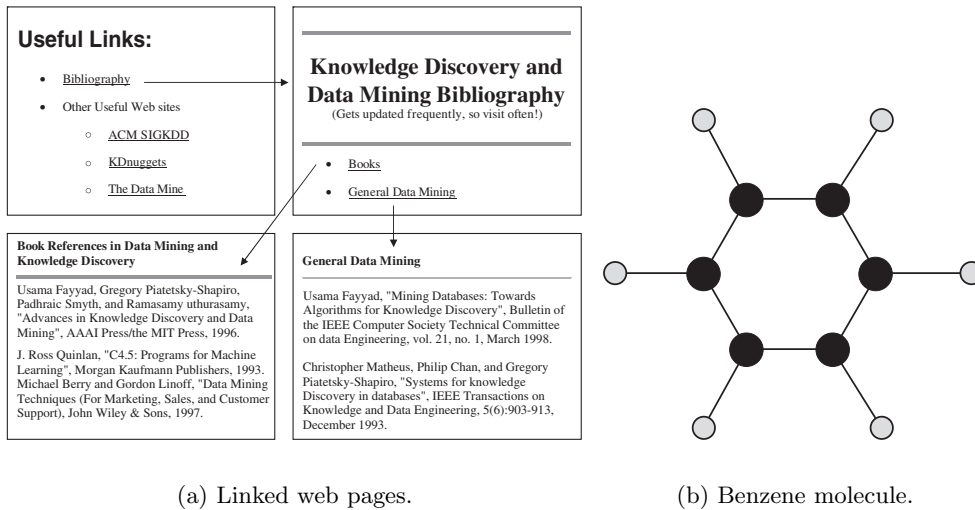 Useful Links:
• Bibliography
• Other Useful Web sites
○ ACM SIGKDD
○ KDnuggets
○ The Data Mine
Knowledge Discovery and
Data Mining Bibliography
(Gets updated frequently, so visit often!)
• Books
• General Data Mining
Book References in Data Mining and
Knowledge Discovery
Usama Fayyad, Gregory Piatetsky-Shapiro,
Padhraic Smyth, and Ramasamy uthurasamy,
"Advances in Knowledge Discovery and Data
Mining", AAAI Press/the MIT Press, 1996.
J. Ross Quinlan, "C4.5: Programs for Machine
Learning", Morgan Kaufmann Publishers, 1993.
Michael Berry and Gordon Linoff, "Data Mining
Techniques (For Marketing, Sales, and Customer
Support), John Wiley & Sons, 1997.
General Data Mining
Usama Fayyad, "Mining Databases: Towards
Algorithms for Knowledge Discovery", Bulletin of
the IEEE Computer Society Technical Committee
on data Engineering, vol. 21, no. 1, March 1998.
Christopher Matheus, Philip Chan, and Gregory
Piatetsky-Shapiro, "Systems for knowledge
Discovery in databases", IEEE Transactions on
Knowledge and Data Engineering, 5(6):903-913,
December 1993.
(a) Linked web pages.
(b) Benzene molecule.